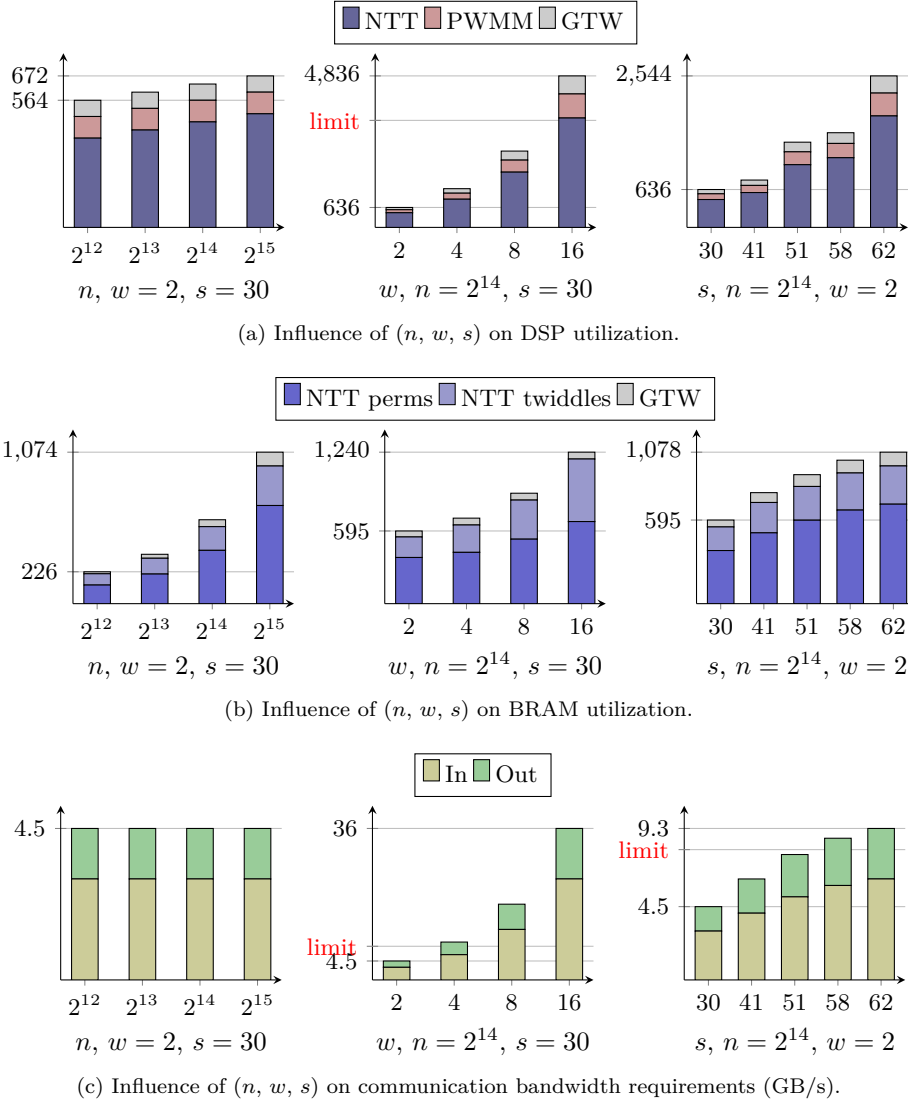 NTT PWMM GTW
672
564
2^12 2^13 2^14 2^15
n, w = 2, s = 30
4,836
limit
636
2 4 8 16
w, n = 2^14, s = 30
2,544
636
30 41 51 58 62
s, n = 2^14, w = 2
(a) Influence of (n, w, s) on DSP utilization.
NTT perms NTT twiddles GTW
1,074
226
2^12 2^13 2^14 2^15
n, w = 2, s = 30
1,240
595
2 4 8 16
w, n = 2^14, s = 30
1,078
595
30 41 51 58 62
s, n = 2^14, w = 2
(b) Influence of (n, w, s) on BRAM utilization.
In Out
4.5
2^12 2^13 2^14 2^15
n, w = 2, s = 30
36
limit
4.5
2 4 8 16
w, n = 2^14, s = 30
9.3
limit
4.5
30 41 51 58 62
s, n = 2^14, w = 2
(c) Influence of (n, w, s) on communication bandwidth requirements (GB/s).